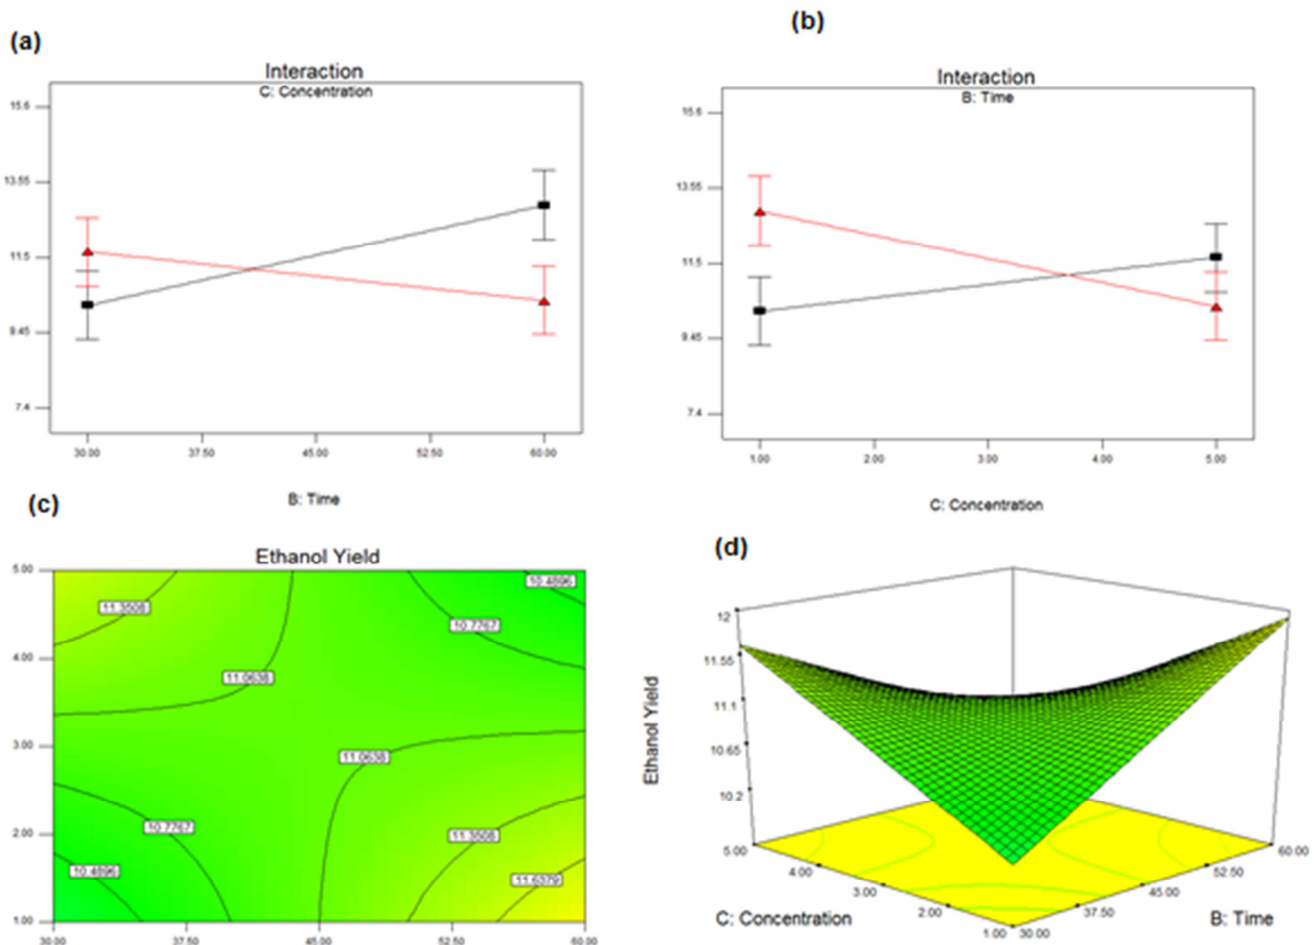 (a)
Interaction
C: Concentration
15.6
13.55
11.5
9.45
7.4
30.00 37.50 45.00 52.50 60.00
B: Time
(b)
Interaction
B: Time
15.6
13.55
11.5
9.45
7.4
1.00 2.00 3.00 4.00 5.00
C: Concentration
(c)
Ethanol Yield
5.00
4.00
3.00
2.00
1.00
11.3508
10.4896
10.7767
11.0638
11.0638
10.7767
11.3508
10.4896
11.6379
30.00 37.50 45.00 52.50 60.00
(d)
Ethanol Yield
12
11.55
11.1
10.65
10.2
5.00
4.00
3.00
2.00
1.00
C: Concentration
30.00
37.50
45.00
52.50
60.00
B: Time